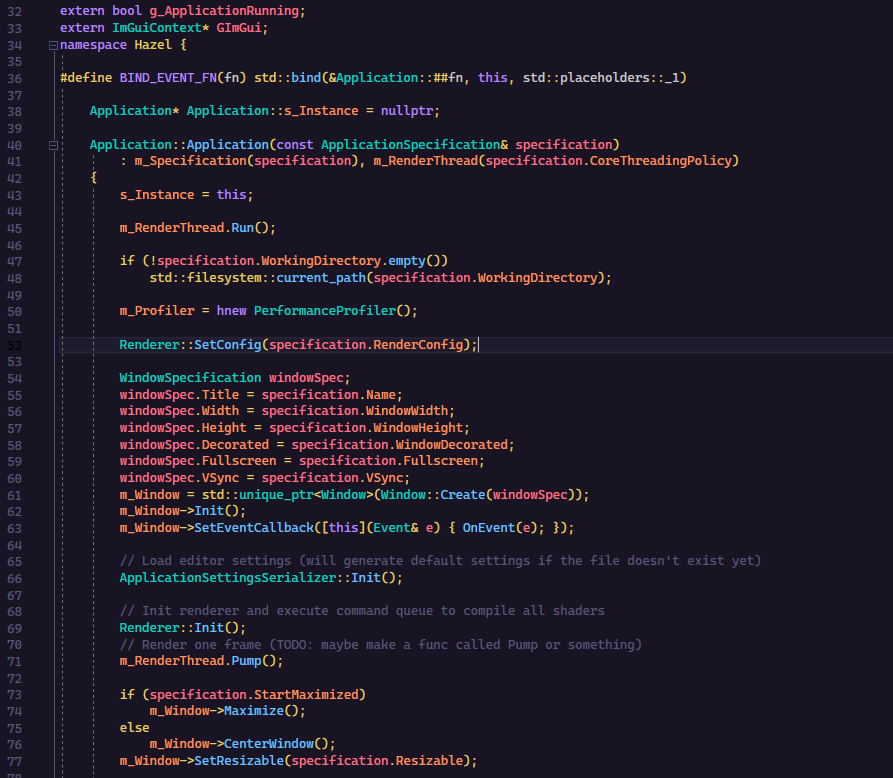 32 extern bool g_ApplicationRunning;
33 extern ImGuiContext* GImGui;
34 namespace Hazel {
35
36 #define BIND_EVENT_FN(fn) std::bind(&Application::##fn, this, std::placeholders::_1)
37
38     Application* Application::s_Instance = nullptr;
39
40     Application::Application(const ApplicationSpecification& specification)
41         : m_Specification(specification), m_RenderThread(specification.CoreThreadingPolicy)
42     {
43         s_Instance = this;
44
45         m_RenderThread.Run();
46
47         if (!specification.WorkingDirectory.empty())
48             std::filesystem::current_path(specification.WorkingDirectory);
49
50         m_Profiler = hnew PerformanceProfiler();
51
52         Renderer::SetConfig(specification.RenderConfig);
53
54         WindowSpecification windowSpec;
55         windowSpec.Title = specification.Name;
56         windowSpec.Width = specification.WindowWidth;
57         windowSpec.Height = specification.WindowHeight;
58         windowSpec.Decorated = specification.WindowDecorated;
59         windowSpec.Fullscreen = specification.Fullscreen;
60         windowSpec.VSync = specification.VSync;
61         m_Window = std::unique_ptr<Window>(Window::Create(windowSpec));
62         m_Window->Init();
63         m_Window->SetEventCallback([this](Event& e) { OnEvent(e); });
64
65         // Load editor settings (will generate default settings if the file doesn't exist yet)
66         ApplicationSettingsSerializer::Init();
67
68         // Init renderer and execute command queue to compile all shaders
69         Renderer::Init();
70         // Render one frame (TODO: maybe make a func called Pump or something)
71         m_RenderThread.Pump();
72
73         if (specification.StartMaximized)
74             m_Window->Maximize();
75         else
76             m_Window->CenterWindow();
77         m_Window->SetResizable(specification.Resizable);
78